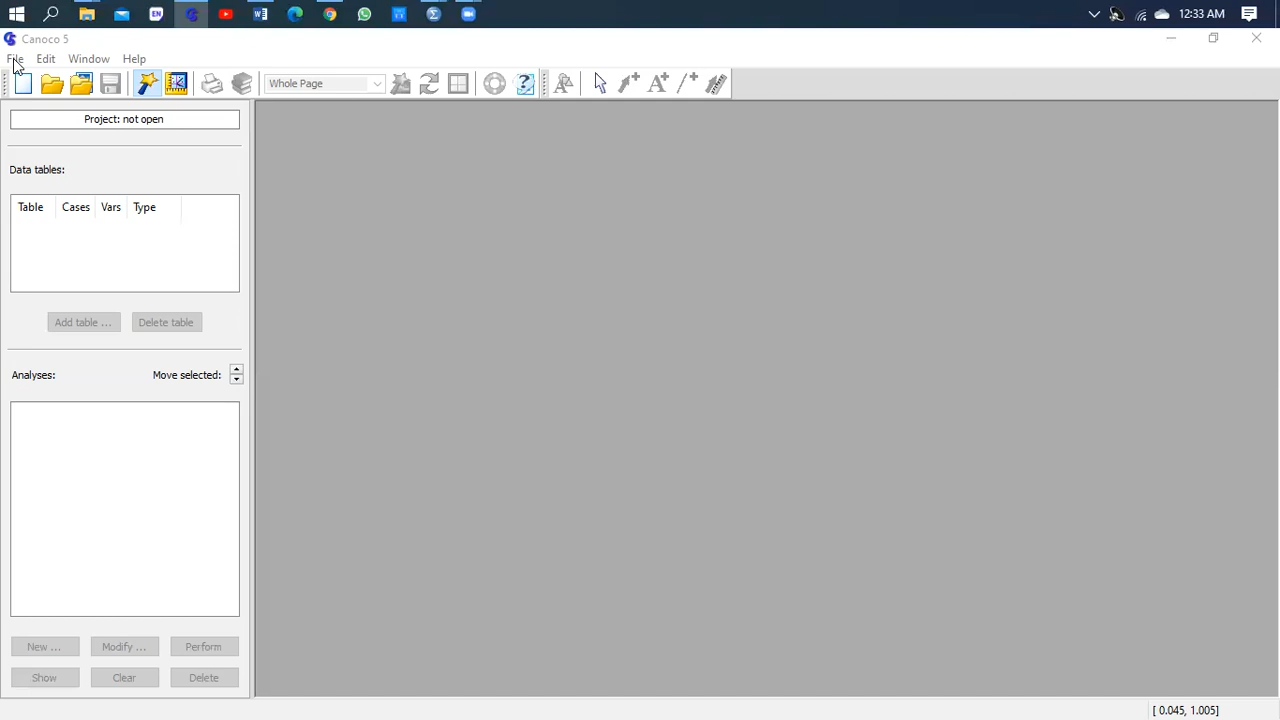 EN
12:33 AM
Canoco 5
File Edit Window Help
Whole Page
Project: not open
Data tables:
Table Cases Vars Type
Add table ... Delete table
Analyses: Move selected:
New ... Modify ... Perform
Show Clear Delete
[ 0.045, 1.005]